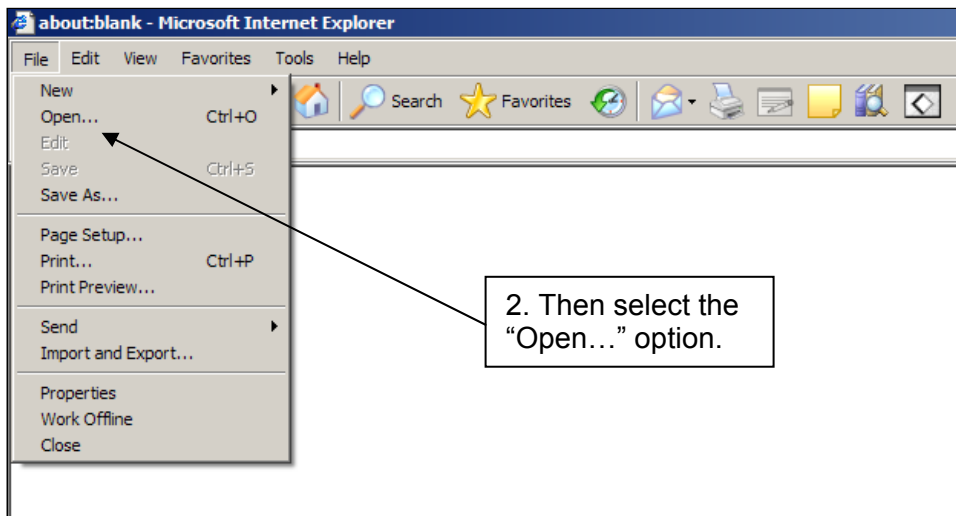 about:blank - Microsoft Internet Explorer
File Edit View Favorites Tools Help
Search Favorites
New
Open... Ctrl+O
Edit
Save Ctrl+S
Save As...
Page Setup...
Print... Ctrl+P
Print Preview...
Send
Import and Export...
Properties
Work Offline
Close
2. Then select the
“Open…” option.